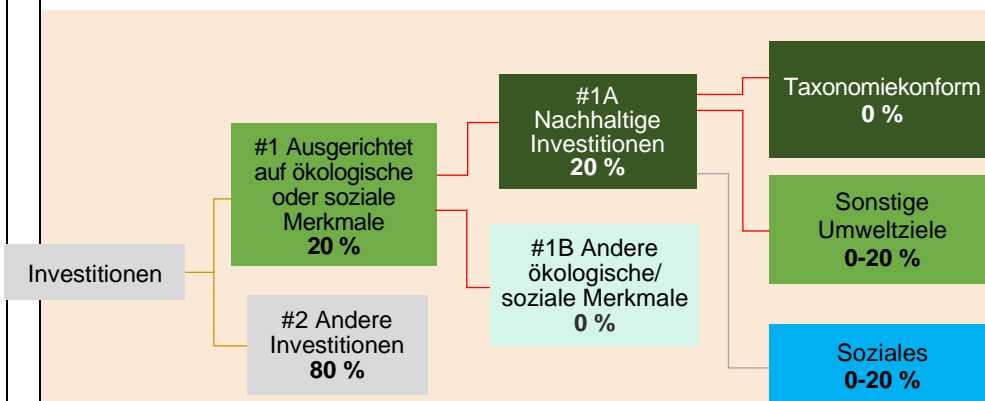 Investitionen
#1 Ausgerichtet
auf ökologische
oder soziale
Merkmale
20 %
#2 Andere
Investitionen
80 %
#1A
Nachhaltige
Investitionen
20 %
#1B Andere
ökologische/
soziale Merkmale
0 %
Taxonomiekonform
0 %
Sonstige
Umweltziele
0-20 %
Soziales
0-20 %